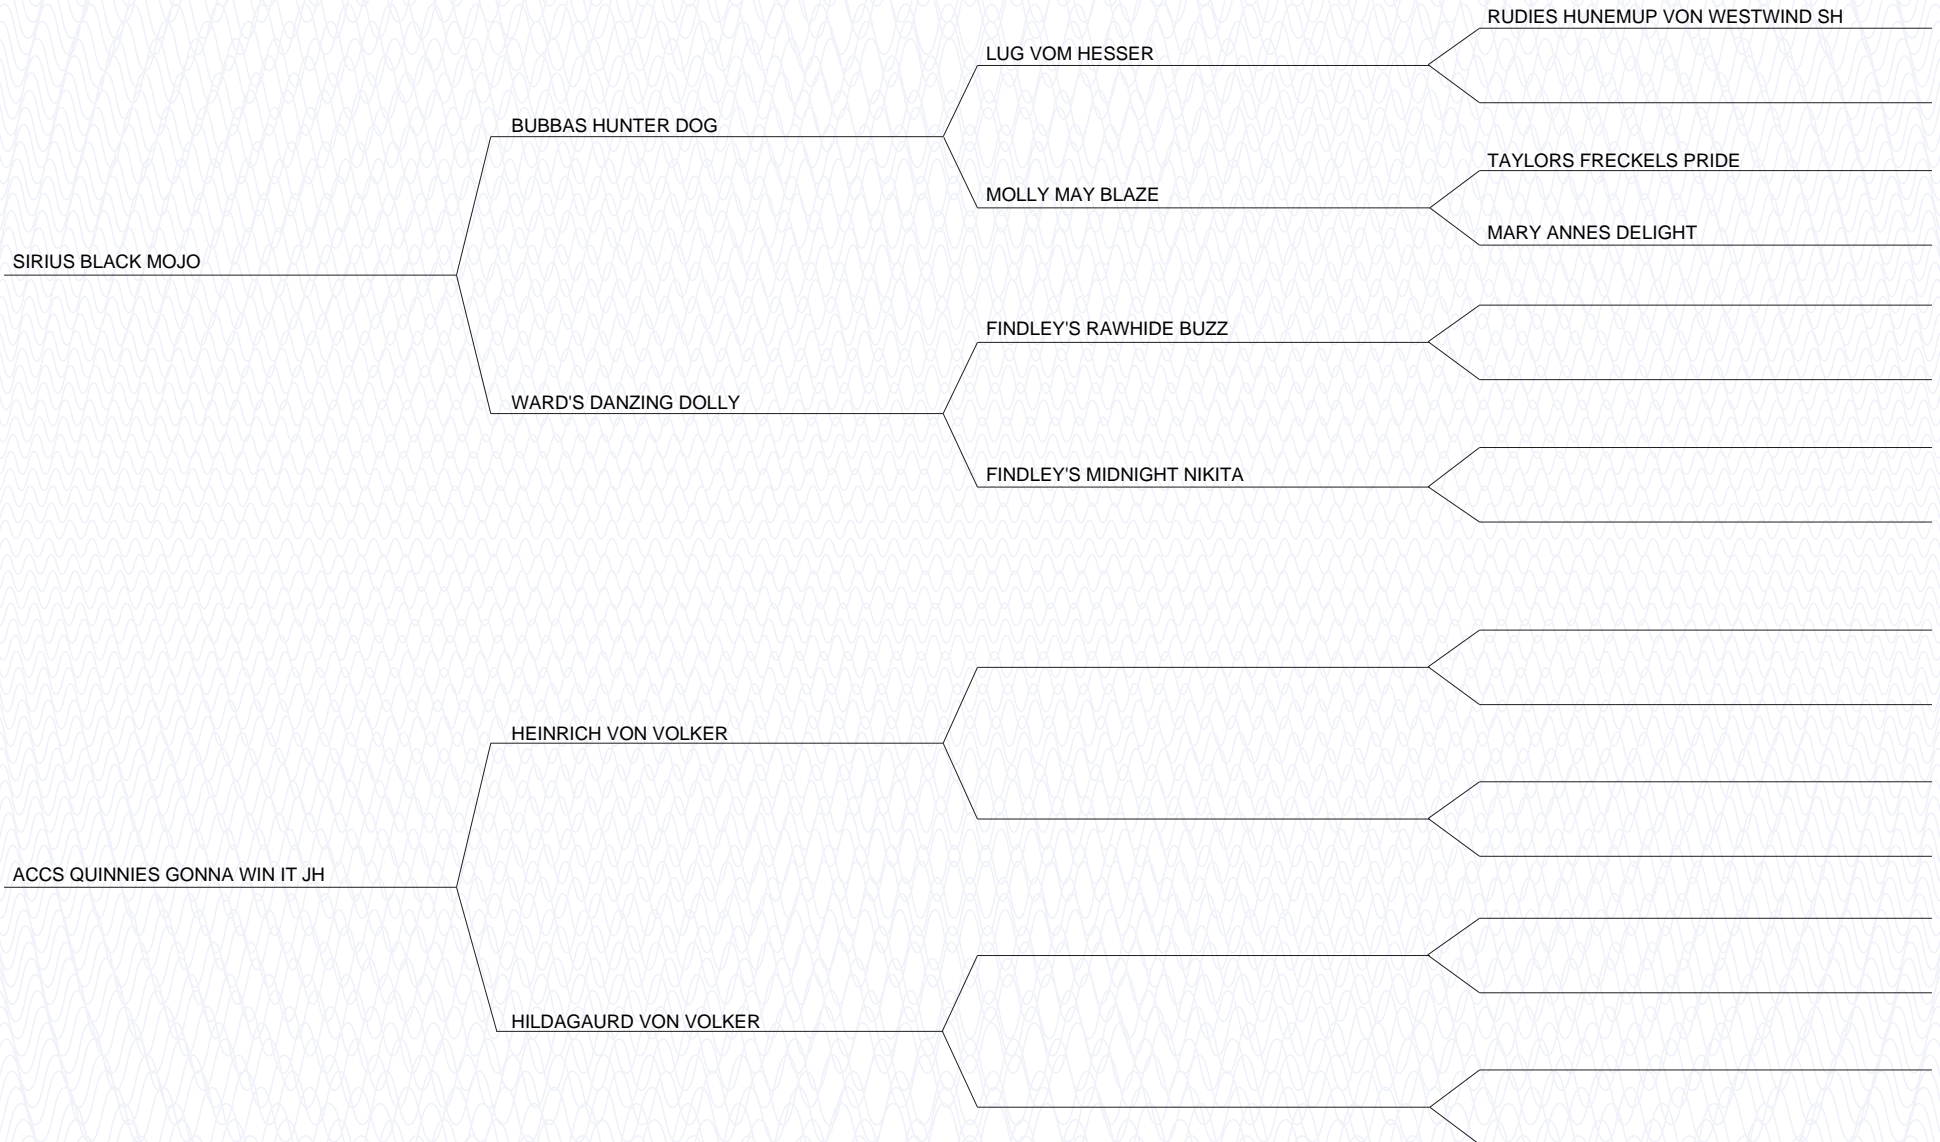 RUDIES HUNEMUP VON WESTWIND SH
LUG VOM HESSER
BUBBAS HUNTER DOG
TAYLORS FRECKELS PRIDE
MOLLY MAY BLAZE
MARY ANNES DELIGHT
SIRIUS BLACK MOJO
FINDLEY'S RAWHIDE BUZZ
WARD'S DANZING DOLLY
FINDLEY'S MIDNIGHT NIKITA
HEINRICH VON VOLKER
ACCS QUINNIES GONNA WIN IT JH
HILDAGAURD VON VOLKER